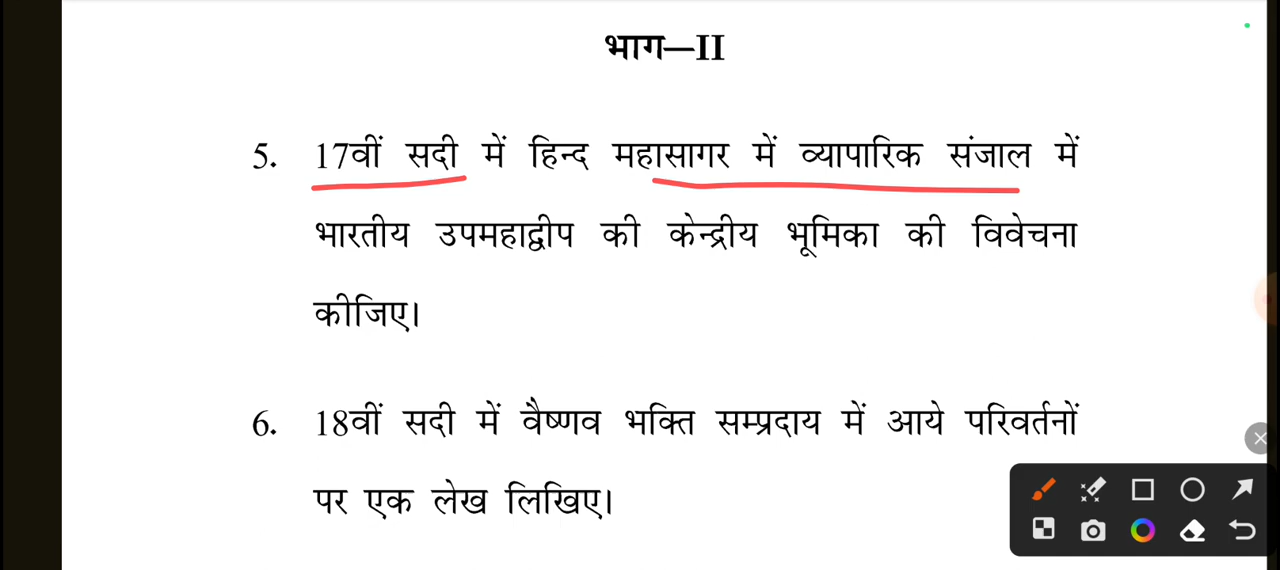 भाग—II
5. 17वीं सदी में हिन्द महासागर में व्यापारिक संजाल में
भारतीय उपमहाद्वीप की केन्द्रीय भूमिका की विवेचना
कीजिए।
6. 18वीं सदी में वैष्णव भक्ति सम्प्रदाय में आये परिवर्तनों
पर एक लेख लिखिए।